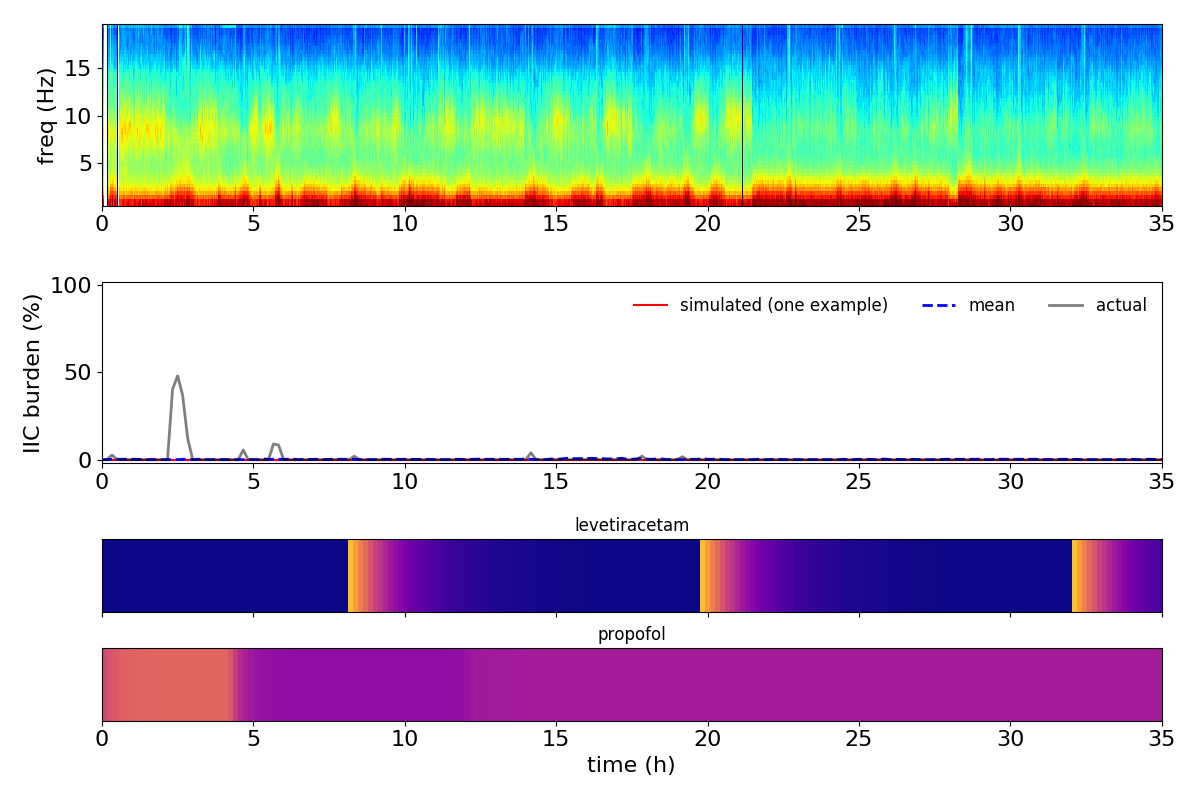 freq (Hz)
15
10
5
0 5 10 15 20 25 30 35
IIC burden (%)
100
50
0
simulated (one example) mean actual
0 5 10 15 20 25 30 35
levetiracetam
propofol
0 5 10 15 20 25 30 35
time (h)